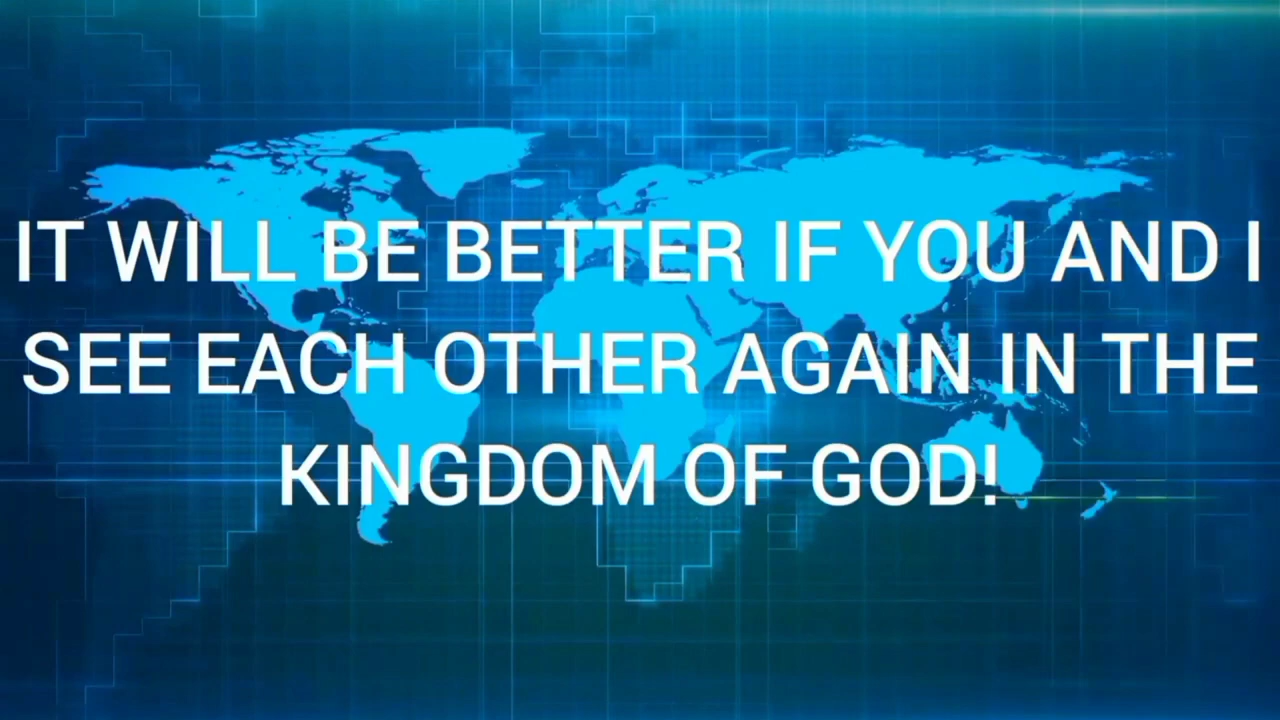 IT WILL BE BETTER IF YOU AND I
SEE EACH OTHER AGAIN IN THE
KINGDOM OF GOD!